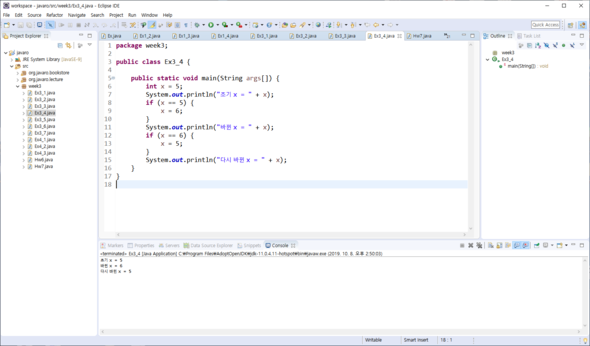 workspace - javaro/src/week3/Ex3_4.java - Eclipse IDE
File Edit Source Refactor Navigate Search Project Run Window Help
Quick Access
Package Explorer
javaro
JRE System Library [JavaSE-9]
src
org.javaro.bookstore
org.javaro.lecture
week3
Ex3_1.java
Ex3_2.java
Ex3_3.java
Ex3_4.java
Ex3_5.java
Ex3_6.java
Ex3_7.java
Ex4_1.java
Ex4_2.java
Ex4_3.java
Hw6.java
Hw7.java
Ex.java
Ex1_2.java
Ex1_3.java
Ex1_4.java
Ex3_1.java
Ex3_2.java
Ex3_3.java
Ex3_4.java
Hw7.java
1 package week3;
2
3 public class Ex3_4 {
4
5 public static void main(String args[]) {
6 int x = 5;
7 System.out.println("초기 x = " + x);
8 if (x == 5) {
9 x = 6;
10 }
11 System.out.println("바뀐 x = " + x);
12 if (x == 6) {
13 x = 5;
14 }
15 System.out.println("다시 바뀐 x = " + x);
16 }
17 }
18
Outline
Task List
week3
Ex3_4
main(String[]) : void
Markers
Properties
Servers
Data Source Explorer
Snippets
Console
<terminated> Ex3_4 [Java Application] C:\Program Files\AdoptOpenJDK\jdk-11.0.4.11-hotspot\bin\javaw.exe (2019. 10. 8. 오후 2:50:03)
초기 x = 5
바뀐 x = 6
다시 바뀐 x = 5
Writable
Smart Insert
18 : 1